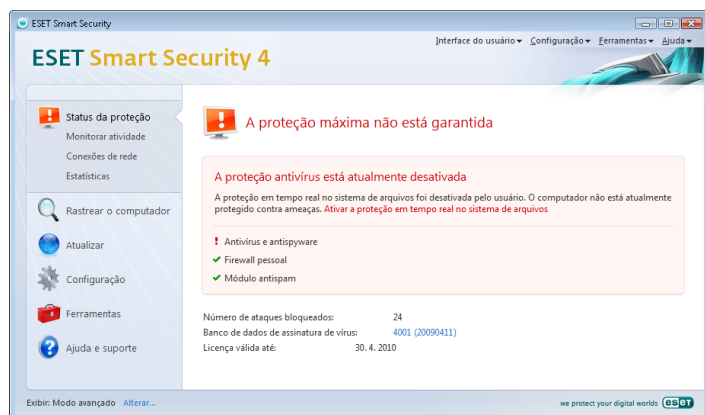 ESET Smart Security
Interface do usuário Configuração Ferramentas Ajuda
ESET Smart Security 4
Status da proteção
Monitorar atividade
Conexões de rede
Estatísticas
Rastrear o computador
Atualizar
Configuração
Ferramentas
Ajuda e suporte
A proteção máxima não está garantida
A proteção antivírus está atualmente desativada
A proteção em tempo real no sistema de arquivos foi desativada pelo usuário. O computador não está atualmente
protegido contra ameaças. Ativar a proteção em tempo real no sistema de arquivos
Antivírus e antispyware
Firewall pessoal
Módulo antispam
Número de ataques bloqueados: 24
Banco de dados de assinatura de vírus: 4001 (20090411)
Licença válida até: 30. 4. 2010
Exibir: Modo avançado Alterar...
we protect your digital worlds eseT